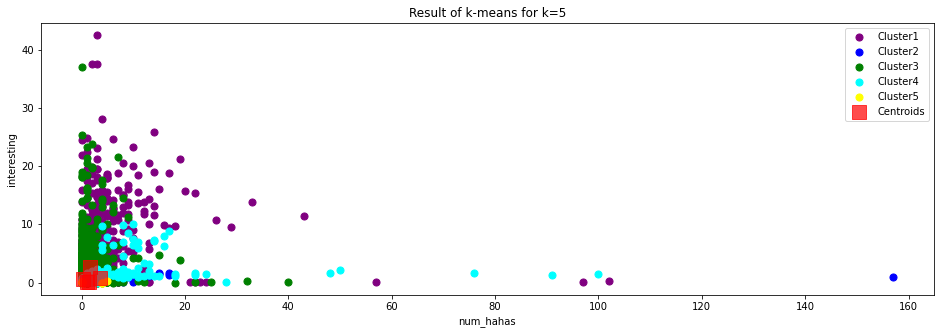 Result of k-means for k=5
Cluster1
Cluster2
Cluster3
Cluster4
Cluster5
Centroids
interesting
40
30
20
10
0
0 20 40 60 80 100 120 140 160
num_hahas